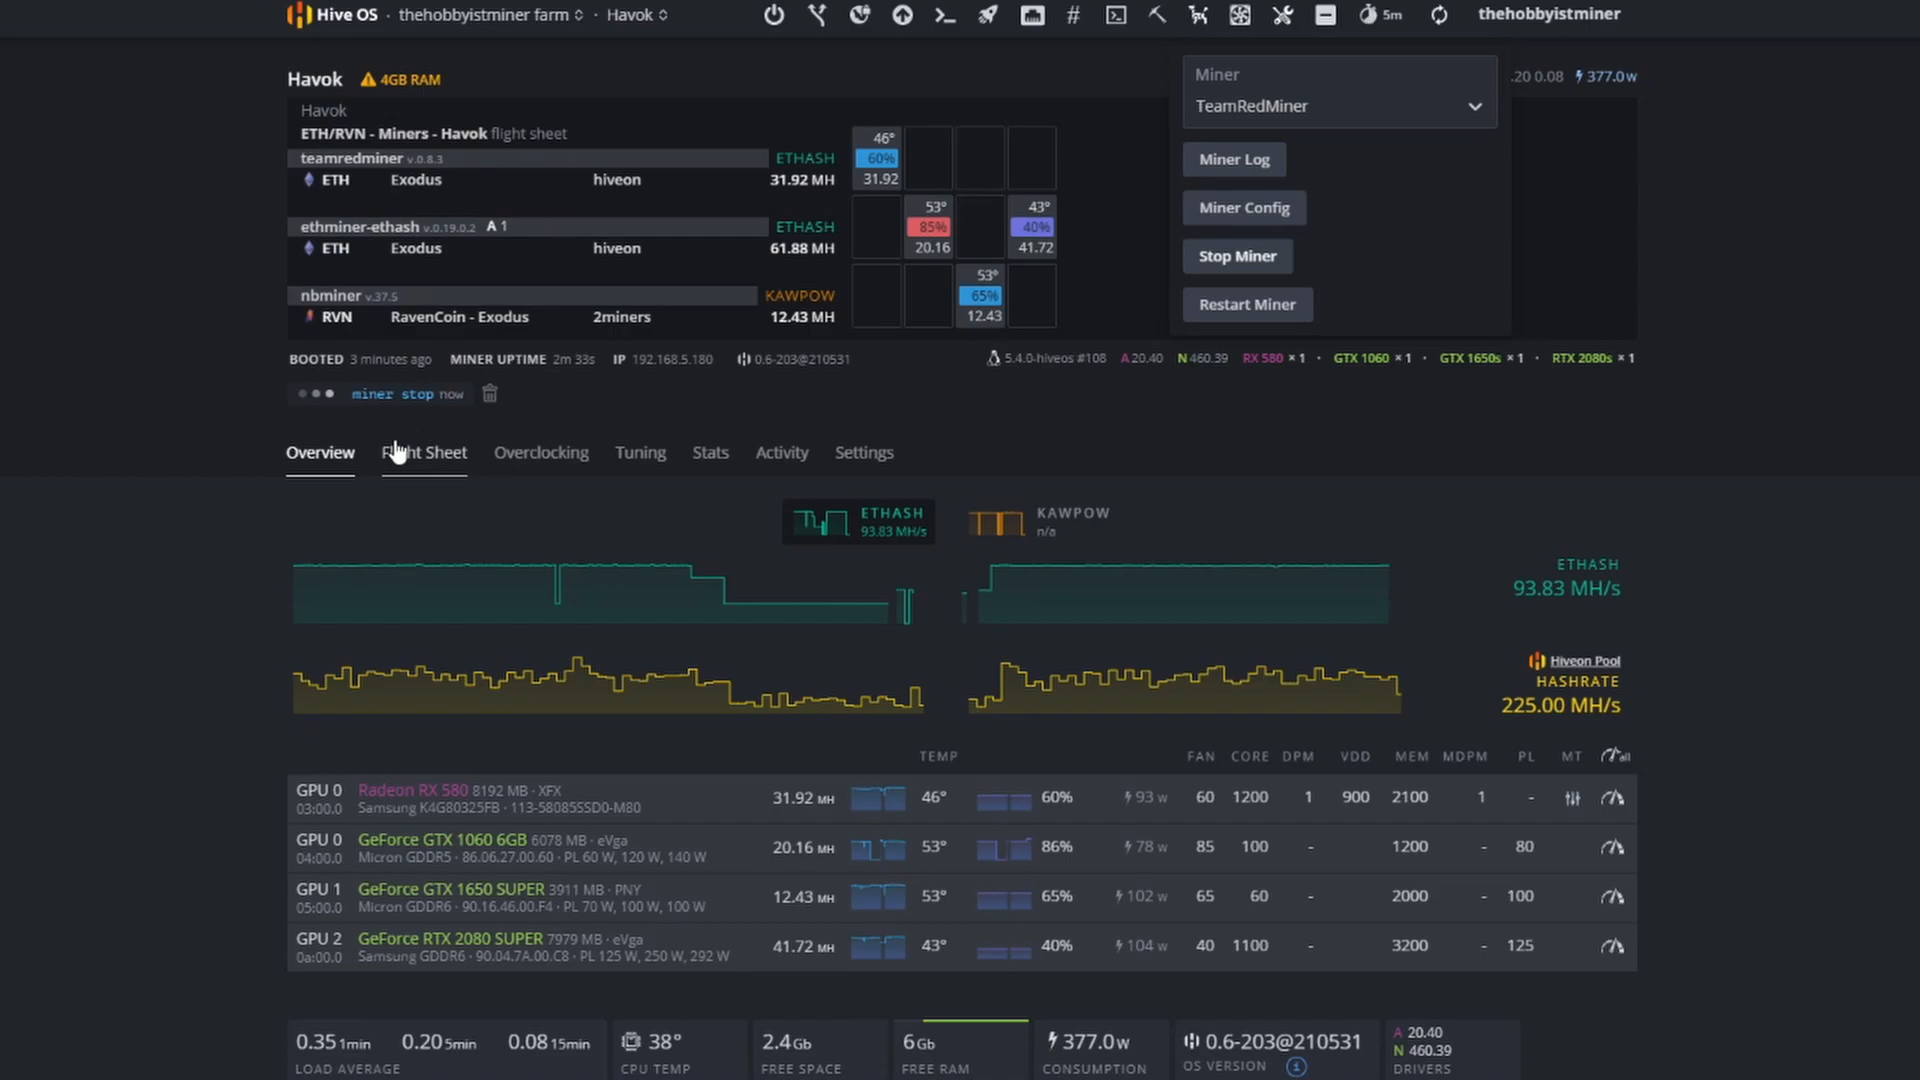 Hive OS · thehobbyistminer farm · Havok 5m thehobbyistminer
Havok 4GB RAM
.20 0.08 377.0w
Miner
TeamRedMiner
Miner Log
Miner Config
Stop Miner
Restart Miner
Havok
ETH/RVN - Miners - Havok flight sheet
teamredminer v.0.8.3 ETHASH
ETH Exodus hiveon 31.92 MH
46°
60%
31.92
ethminer-ethash v.0.19.0.2 A 1 ETHASH
ETH Exodus hiveon 61.88 MH
53° 43°
85% 40%
20.16 41.72
nbminer v.37.5 KAWPOW
RVN RavenCoin - Exodus 2miners 12.43 MH
53°
65%
12.43
BOOTED 3 minutes ago MINER UPTIME 2m 33s IP 192.168.5.180 0.6-203@210531 5.4.0-hiveos #108 A 20.40 N 460.39 RX 580 × 1 · GTX 1060 × 1 · GTX 1650s × 1 · RTX 2080s × 1
miner stop now
Overview Flight Sheet Overclocking Tuning Stats Activity Settings
ETHASH
93.83 MH/s
KAWPOW
n/a
ETHASH
93.83 MH/s
Hiveon Pool
HASHRATE
225.00 MH/s
TEMP FAN CORE DPM VDD MEM MDPM PL MT all
GPU 0 Radeon RX 580 8192 MB · XFX 31.92 MH 46° 60% 93 w 60 1200 1 900 2100 1 -
03:00.0 Samsung K4G80325FB · 113-58085SSD0-M80
GPU 0 GeForce GTX 1060 6GB 6078 MB · eVga 20.16 MH 53° 86% 78 w 85 100 - 1200 - 80
04:00.0 Micron GDDR5 · 86.06.27.00.60 · PL 60 W, 120 W, 140 W
GPU 1 GeForce GTX 1650 SUPER 3911 MB · PNY 12.43 MH 53° 65% 102 w 65 60 - 2000 - 100
05:00.0 Micron GDDR6 · 90.16.46.00.F4 · PL 70 W, 100 W, 100 W
GPU 2 GeForce RTX 2080 SUPER 7979 MB · eVga 41.72 MH 43° 40% 104 w 40 1100 - 3200 - 125
0a:00.0 Samsung GDDR6 · 90.04.7A.00.C8 · PL 125 W, 250 W, 292 W
0.35 1min 0.20 5min 0.08 15min
LOAD AVERAGE
38°
CPU TEMP
2.4 Gb
FREE SPACE
6 Gb
FREE RAM
377.0 w
CONSUMPTION
0.6-203@210531
OS VERSION
A 20.40
N 460.39
DRIVERS